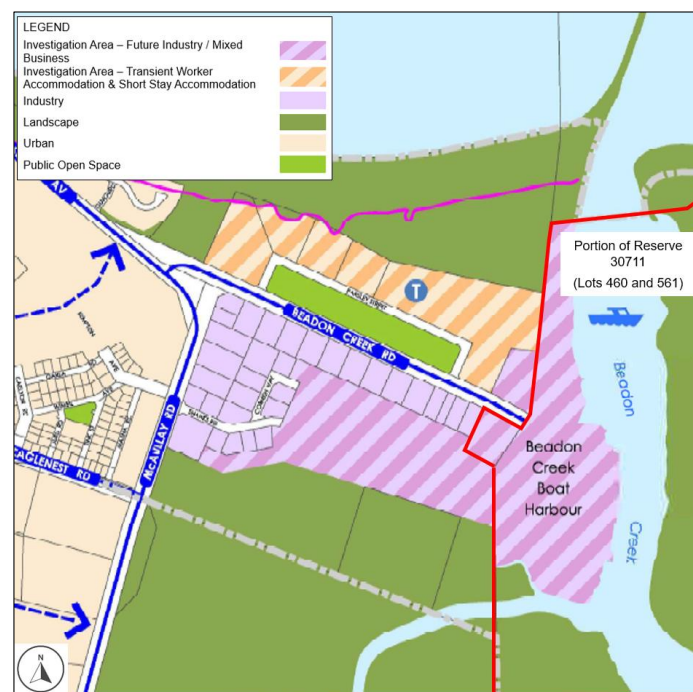 LEGEND
Investigation Area – Future Industry / Mixed
Business
Investigation Area – Transient Worker
Accommodation & Short Stay Accommodation
Industry
Landscape
Urban
Public Open Space
AV
Portion of Reserve
30711
(Lots 460 and 561)
T
BEADON CREEK RD
Beadon
Creek
McAULLAY RD
EAGLENEST RD
Beadon
Creek
Boat
Harbour
N